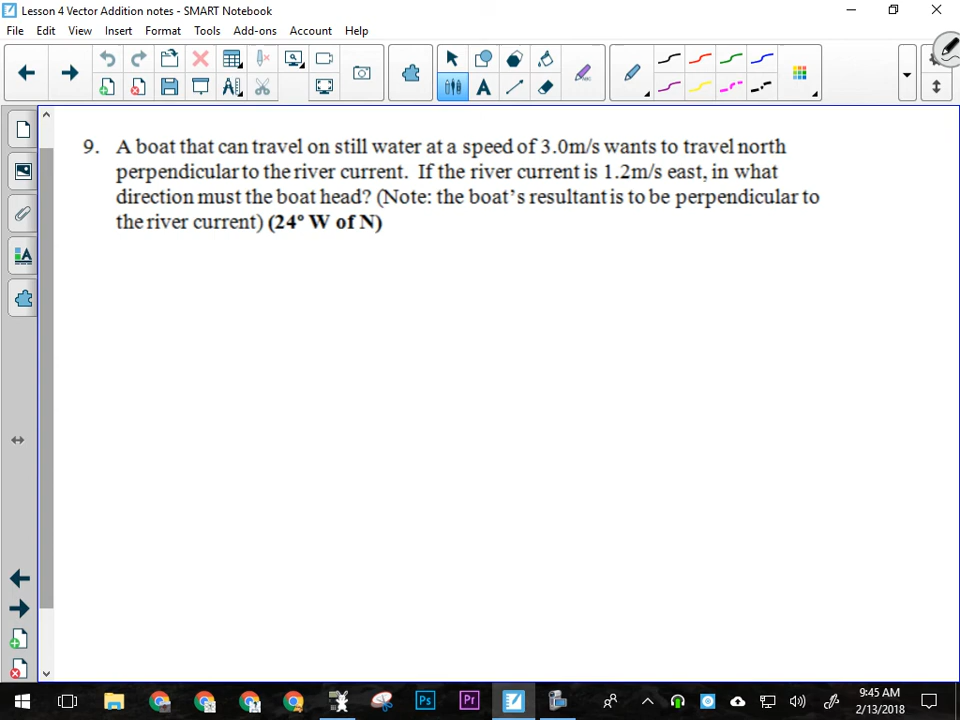 Lesson 4 Vector Addition notes - SMART Notebook
File Edit View Insert Format Tools Add-ons Account Help
9. A boat that can travel on still water at a speed of 3.0m/s wants to travel north
perpendicular to the river current. If the river current is 1.2m/s east, in what
direction must the boat head? (Note: the boat's resultant is to be perpendicular to
the river current) (24º W of N)
Ps Pr
9:45 AM
2/13/2018